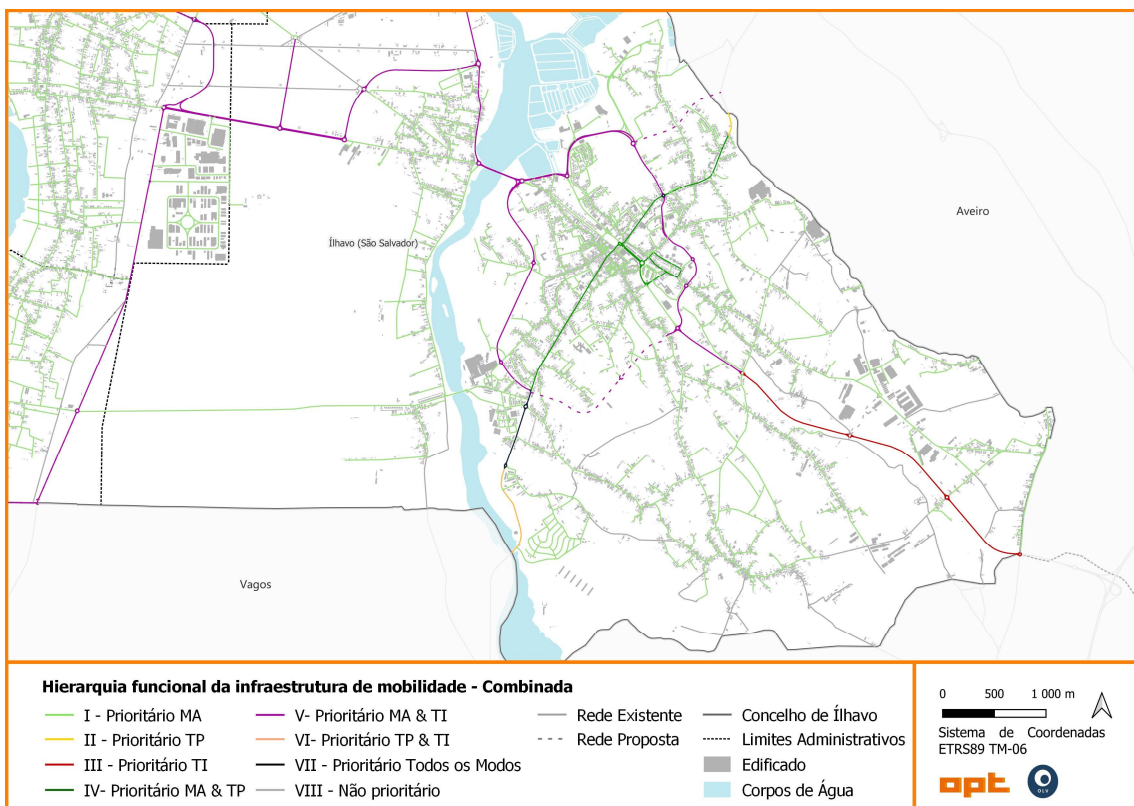 Aveiro
Ílhavo (São Salvador)
Vagos
Hierarquia funcional da infraestrutura de mobilidade - Combinada
I - Prioritário MA
II - Prioritário TP
III - Prioritário TI
IV- Prioritário MA & TP
V- Prioritário MA & TI
VI- Prioritário TP & TI
VII - Prioritário Todos os Modos
VIII - Não prioritário
Rede Existente
Rede Proposta
Concelho de Ílhavo
Limites Administrativos
Edificado
Corpos de Água
0 500 1 000 m
Sistema de Coordenadas
ETRS89 TM-06
opt
OLV